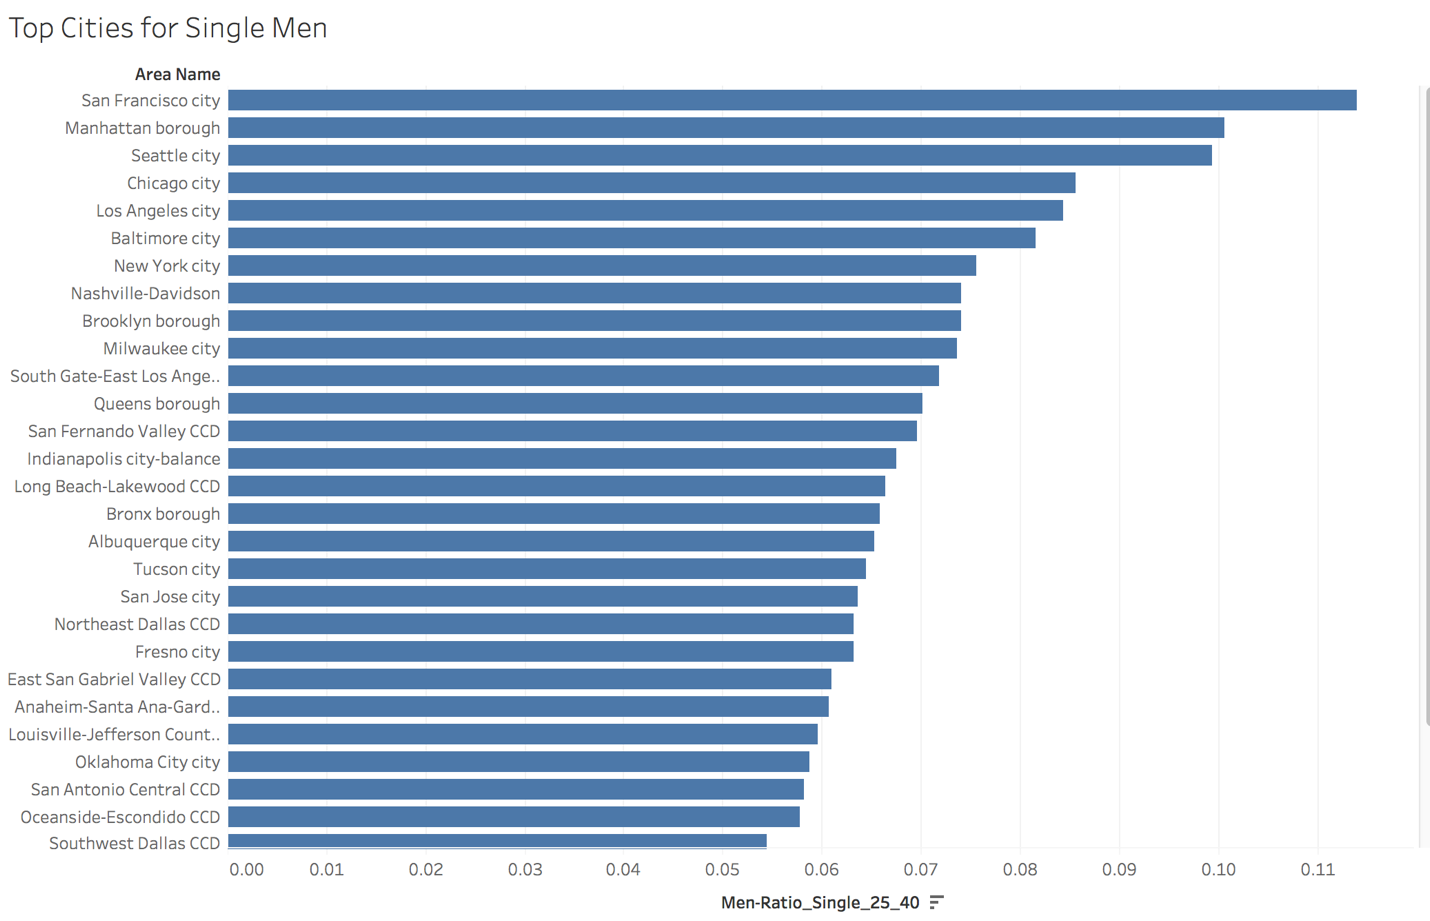 Top Cities for Single Men
Area Name
San Francisco city
Manhattan borough
Seattle city
Chicago city
Los Angeles city
Baltimore city
New York city
Nashville-Davidson
Brooklyn borough
Milwaukee city
South Gate-East Los Ange..
Queens borough
San Fernando Valley CCD
Indianapolis city-balance
Long Beach-Lakewood CCD
Bronx borough
Albuquerque city
Tucson city
San Jose city
Northeast Dallas CCD
Fresno city
East San Gabriel Valley CCD
Anaheim-Santa Ana-Gard..
Louisville-Jefferson Count..
Oklahoma City city
San Antonio Central CCD
Oceanside-Escondido CCD
Southwest Dallas CCD
0.00 0.01 0.02 0.03 0.04 0.05 0.06 0.07 0.08 0.09 0.10 0.11
Men-Ratio_Single_25_40